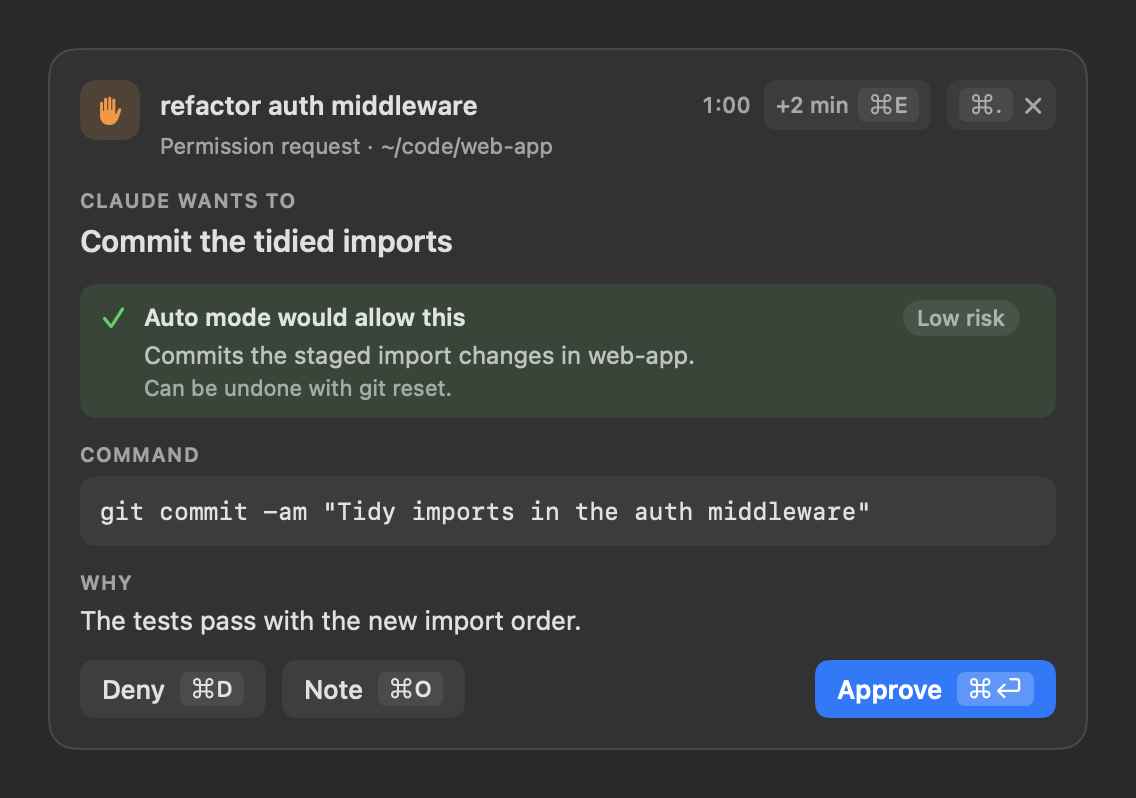 refactor auth middleware
1:00
+2 min ⌘E
⌘. ✕
Permission request · ~/code/web-app
CLAUDE WANTS TO
Commit the tidied imports
Auto mode would allow this
Low risk
Commits the staged import changes in web-app.
Can be undone with git reset.
COMMAND
git commit -am "Tidy imports in the auth middleware"
WHY
The tests pass with the new import order.
Deny ⌘D
Note ⌘O
Approve ⌘↩